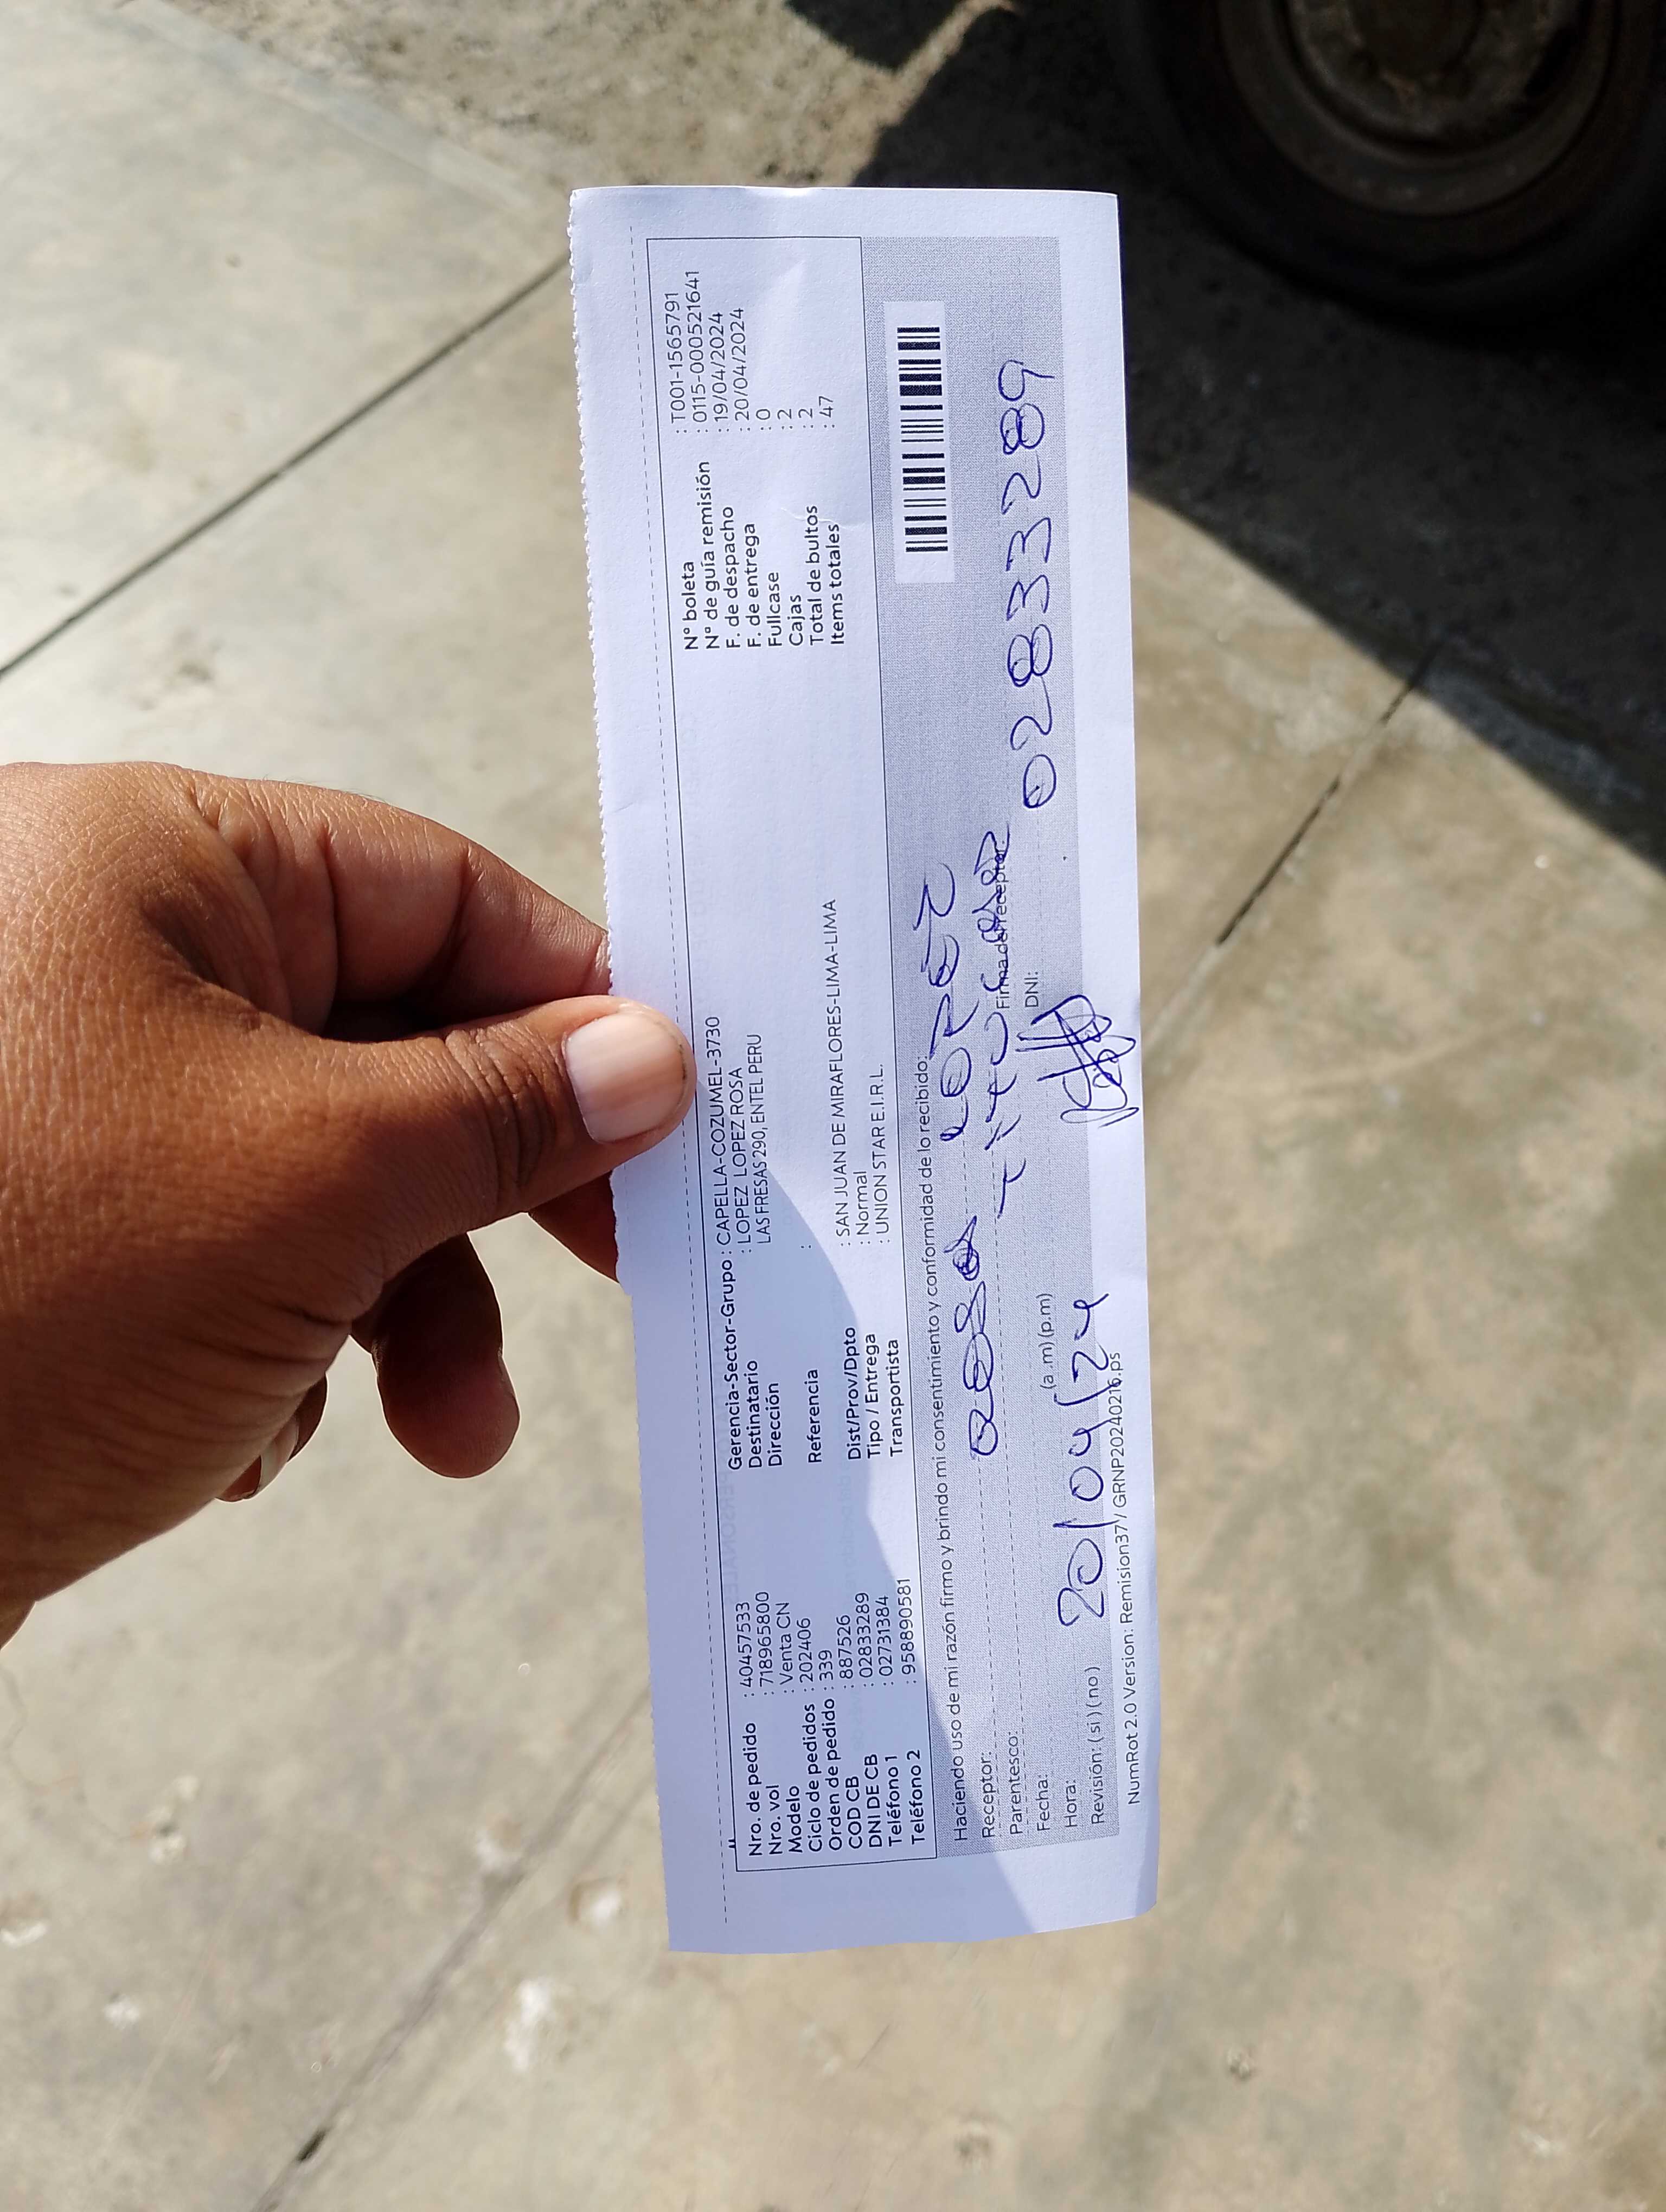 Nro. de pedido : 40457533
Nro. vol : 718965800
Modelo : Venta CN
Ciclo de pedidos : 202406
Orden de pedido : 339
COD CB : 887526
DNI DE CB : 02833289
Teléfono 1 : 02731384
Teléfono 2 : 958890581
Gerencia-Sector-Grupo : CAPELLA-COZUMEL-3730
Destinatario : LOPEZ LOPEZ ROSA
Dirección LAS FRESAS 290, ENTEL PERU
Referencia :
Dist/Prov/Dpto : SAN JUAN DE MIRAFLORES-LIMA-LIMA
Tipo / Entrega : Normal
Transportista : UNION STAR E.I.R.L.
N° boleta : T001-1565791
N° de guía remisión : 0115-000521641
F. de despacho : 19/04/2024
F. de entrega : 20/04/2024
Fullcase : 0
Cajas : 2
Total de bultos : 2
Items totales : 47
Haciendo uso de mi razón firmo y brindo mi consentimiento y conformidad de lo recibido:
Receptor: ROSA LOPEZ
Parentesco: TITULAR
Firma del receptor
Fecha: 20/04/24
DNI: 02833289
Hora: (a.m) (p.m)
Revisión: ( si ) ( no )
NumRot 2.0 Version: Remision37 / GRNP20240216.ps